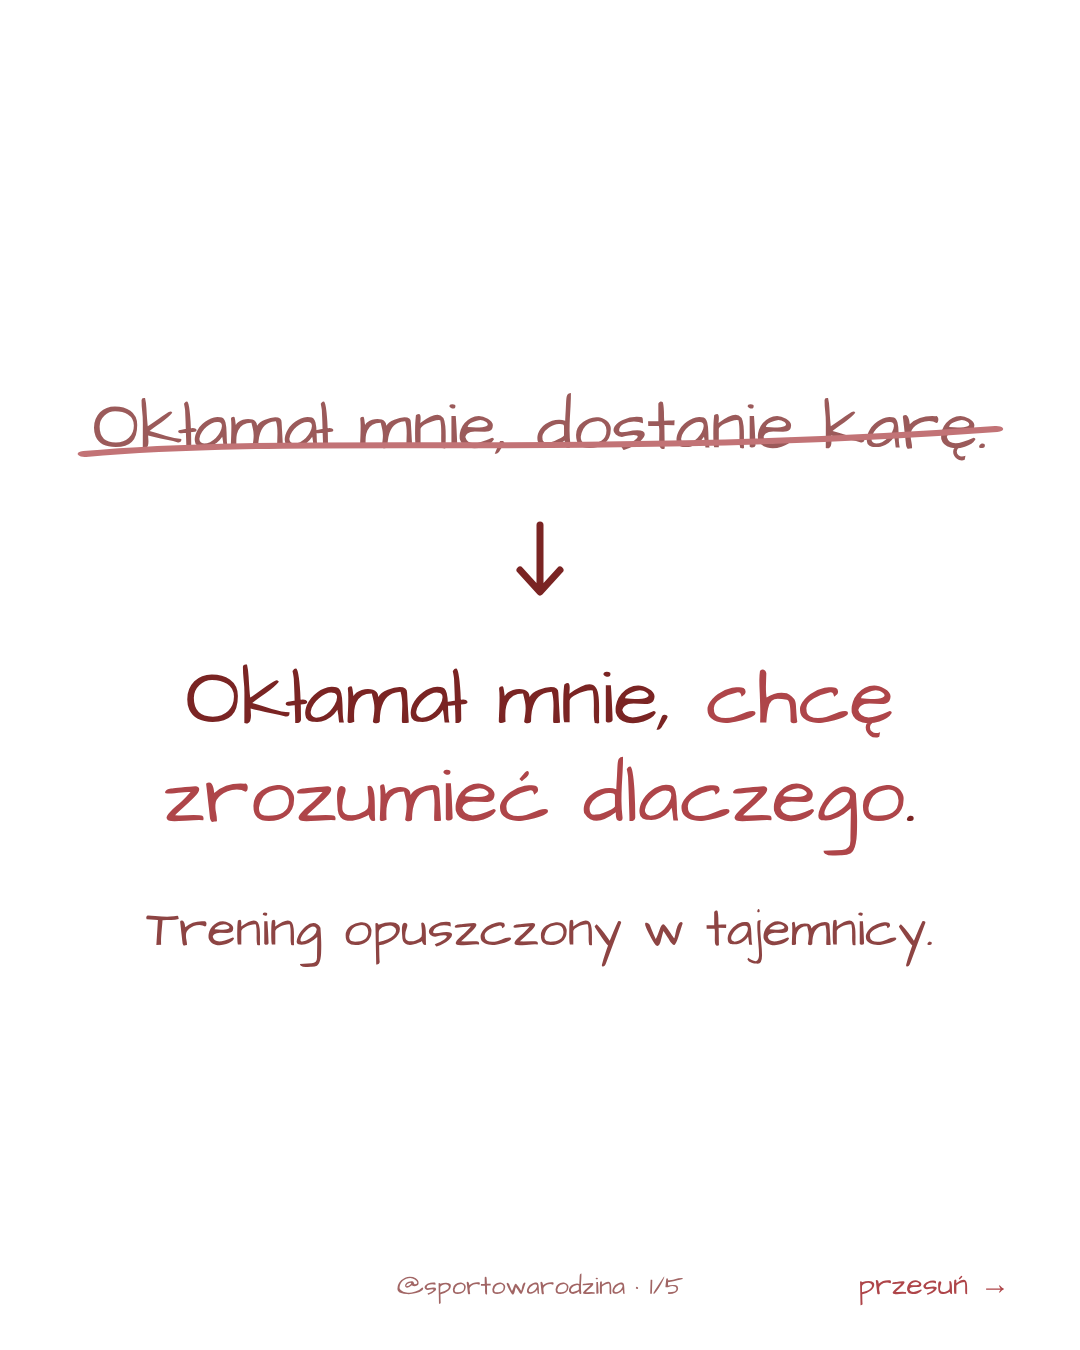 Okłamał mnie, dostanie karę.
Okłamał mnie, chcę
zrozumieć dlaczego.
Trening opuszczony w tajemnicy.
@sportowarodzina · 1/5
przesuń →